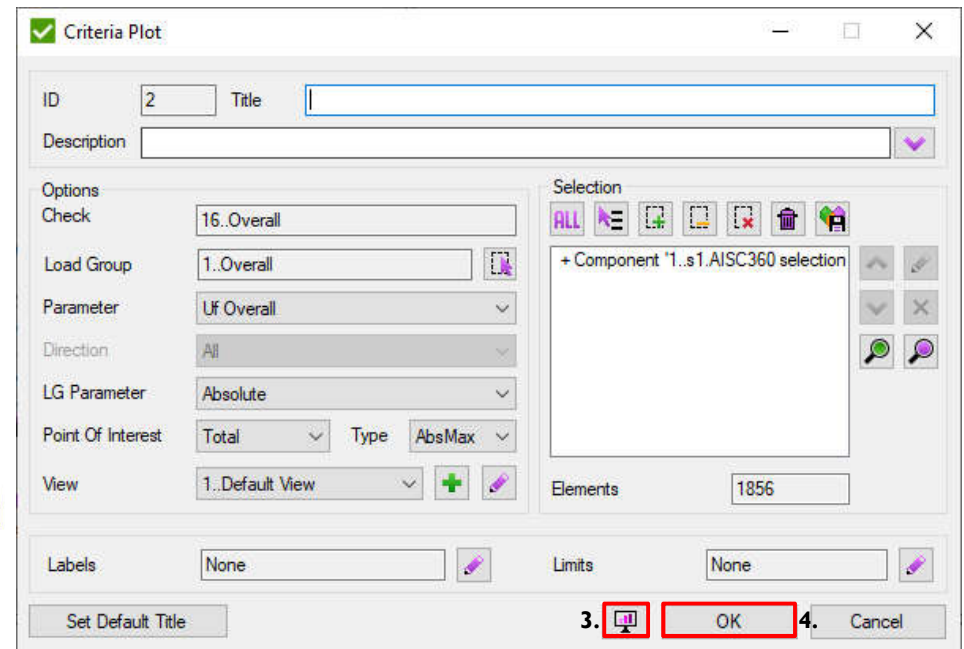 Criteria Plot
ID 2 Title
Description
Options
Check 16..Overall
Load Group 1..Overall
Parameter Uf Overall
Direction All
LG Parameter Absolute
Point Of Interest Total Type AbsMax
View 1..Default View
Selection
ALL
+ Component '1..s1.AISC360 selection
Elements 1856
Labels None Limits None
Set Default Title 3. OK 4. Cancel